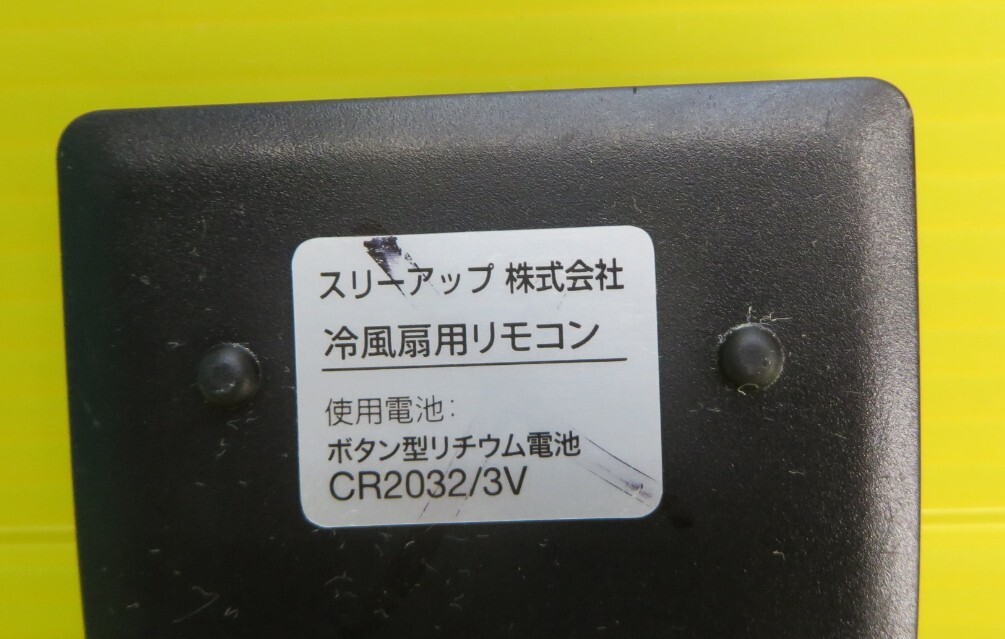 スリーアップ 株式会社
冷風扇用リモコン
使用電池:
ボタン型リチウム電池
CR2032/3V